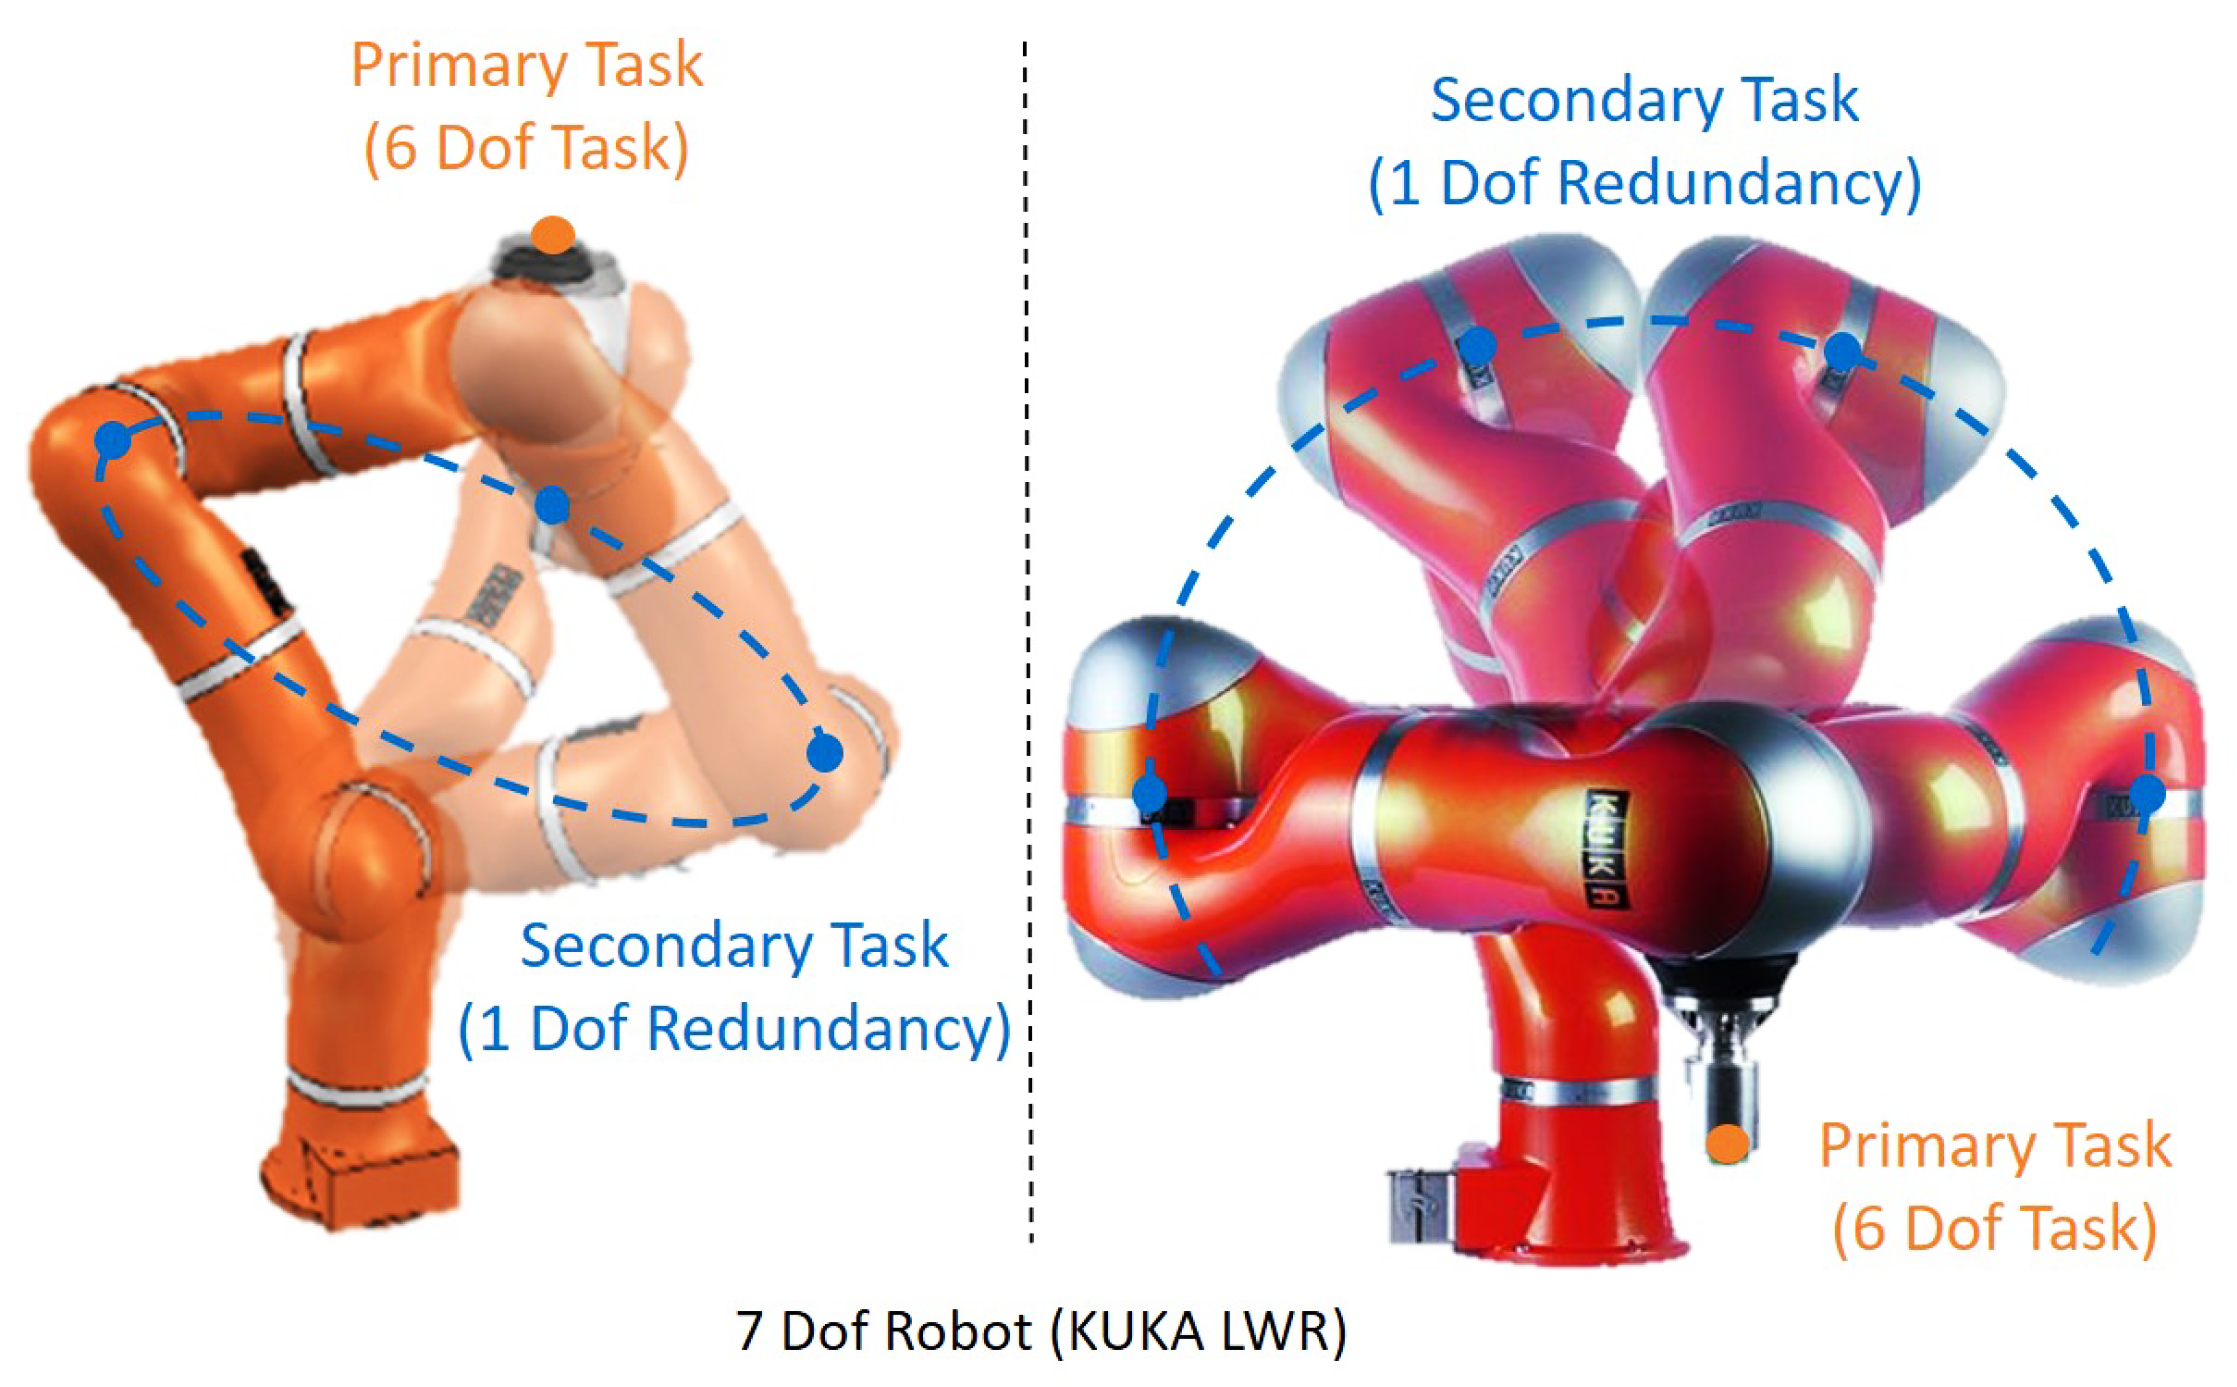 Primary Task
(6 Dof Task)
Secondary Task
(1 Dof Redundancy)
Secondary Task
(1 Dof Redundancy)
KUKA
Primary Task
(6 Dof Task)
7 Dof Robot (KUKA LWR)